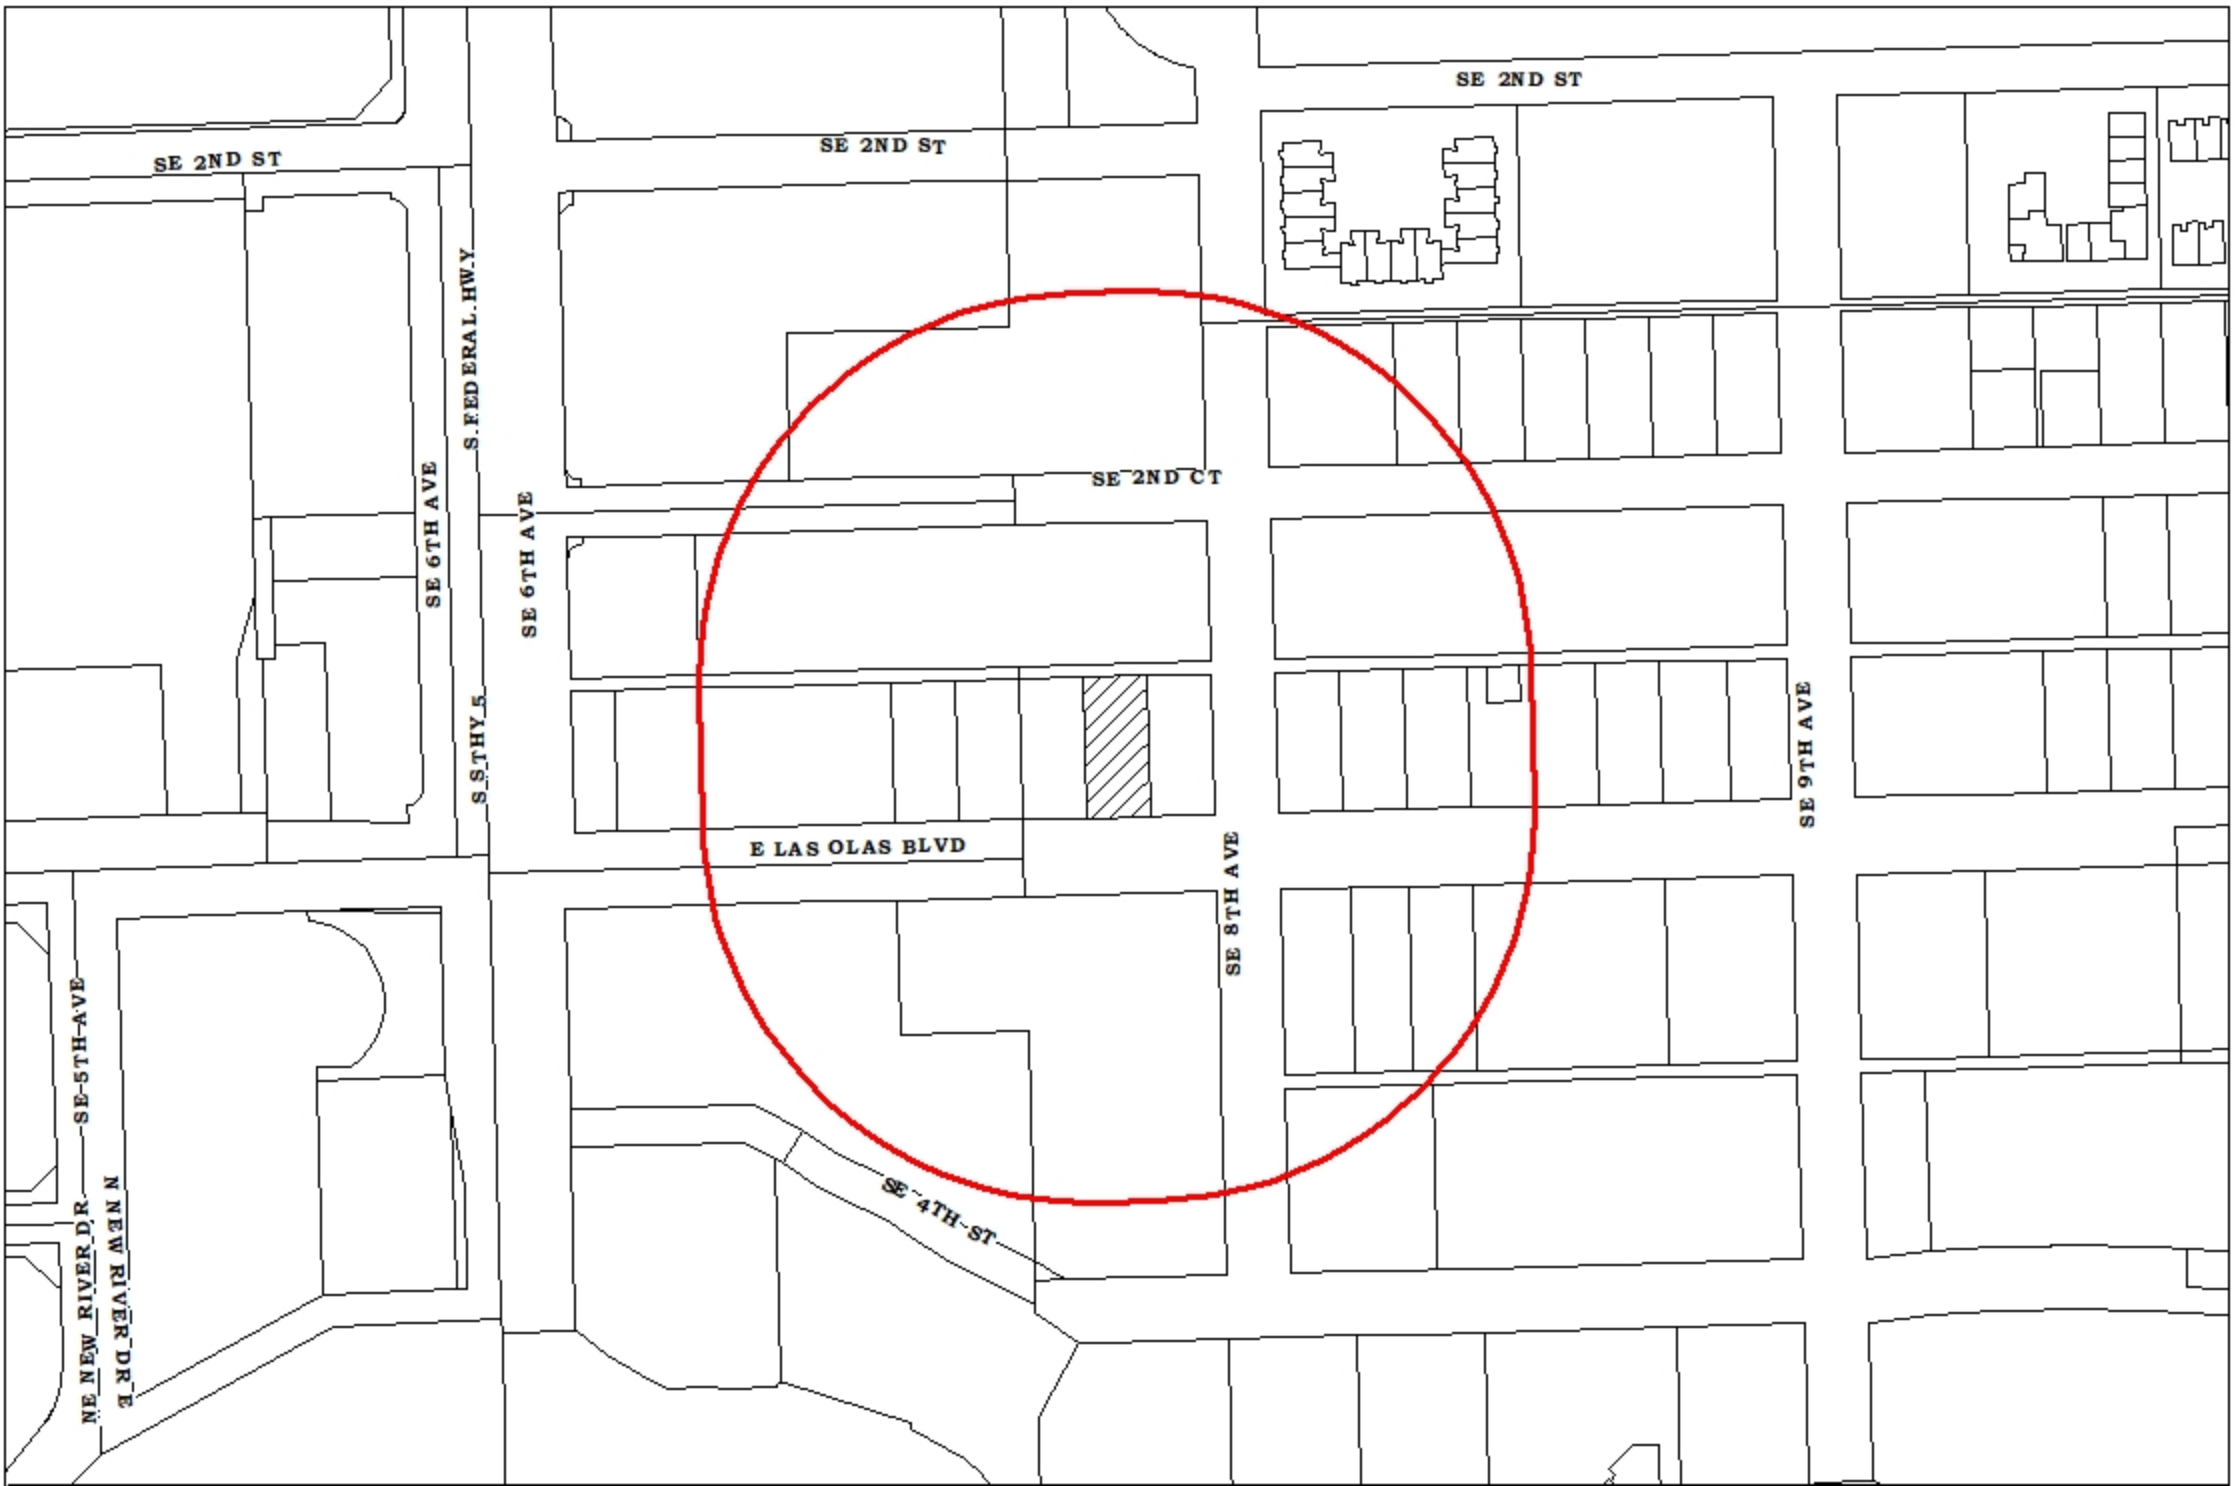 SE 2ND ST
SE 2ND ST
SE 2ND ST
S FEDERAL HWY
SE 2ND CT
SE 6TH AVE
SE 6TH AVE
S STHY 5
SE 9TH AVE
E LAS OLAS BLVD
SE 8TH AVE
SE 5TH AVE
SE 4TH ST
NE NEW RIVER DR
N NEW RIVER DR E